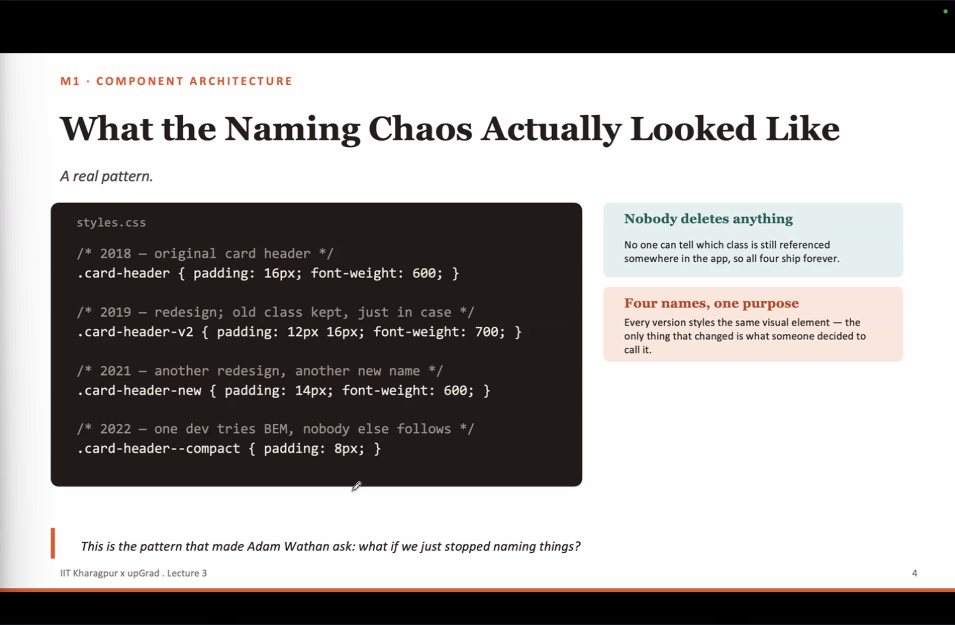 M1 · COMPONENT ARCHITECTURE
What the Naming Chaos Actually Looked Like
A real pattern.
styles.css
/* 2018 — original card header */
.card-header { padding: 16px; font-weight: 600; }
/* 2019 — redesign; old class kept, just in case */
.card-header-v2 { padding: 12px 16px; font-weight: 700; }
/* 2021 — another redesign, another new name */
.card-header-new { padding: 14px; font-weight: 600; }
/* 2022 — one dev tries BEM, nobody else follows */
.card-header--compact { padding: 8px; }
Nobody deletes anything
No one can tell which class is still referenced
somewhere in the app, so all four ship forever.
Four names, one purpose
Every version styles the same visual element — the
only thing that changed is what someone decided to
call it.
This is the pattern that made Adam Wathan ask: what if we just stopped naming things?
IIT Kharagpur x upGrad . Lecture 3
4